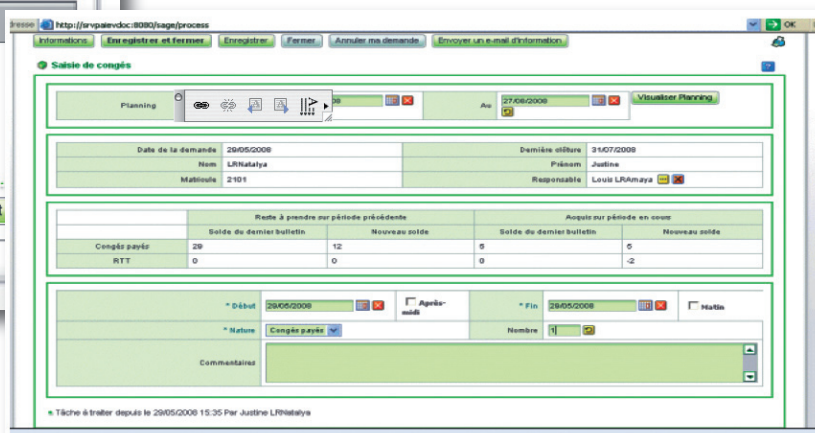 http://srvpaievdoc:8080/sage/process OK
Informations Enregistrer et fermer Enregistrer Fermer Annuler ma demande Envoyer un e-mail d'information
Saisie de congés
Planning Au 27/06/2008 Visualiser Planning
Date de la demande 29/05/2008 Dernière clôture 31/07/2008
Nom LRNatalya Prénom Justine
Matricule 2101 Responsable Louis LRAmaya
Reste à prendre sur période précédente Acquis sur période en cours
Solde du dernier bulletin Nouveau solde Solde du dernier bulletin Nouveau solde
Congés payés 29 12 5 5
RTT 0 0 0 -2
* Début 29/05/2008 Après-midi * Fin 29/05/2008 Matin
* Nature Congés payés Nombre 1
Commentaires
Tâche à traiter depuis le 29/05/2008 15:35 Par Justine LRNatalya